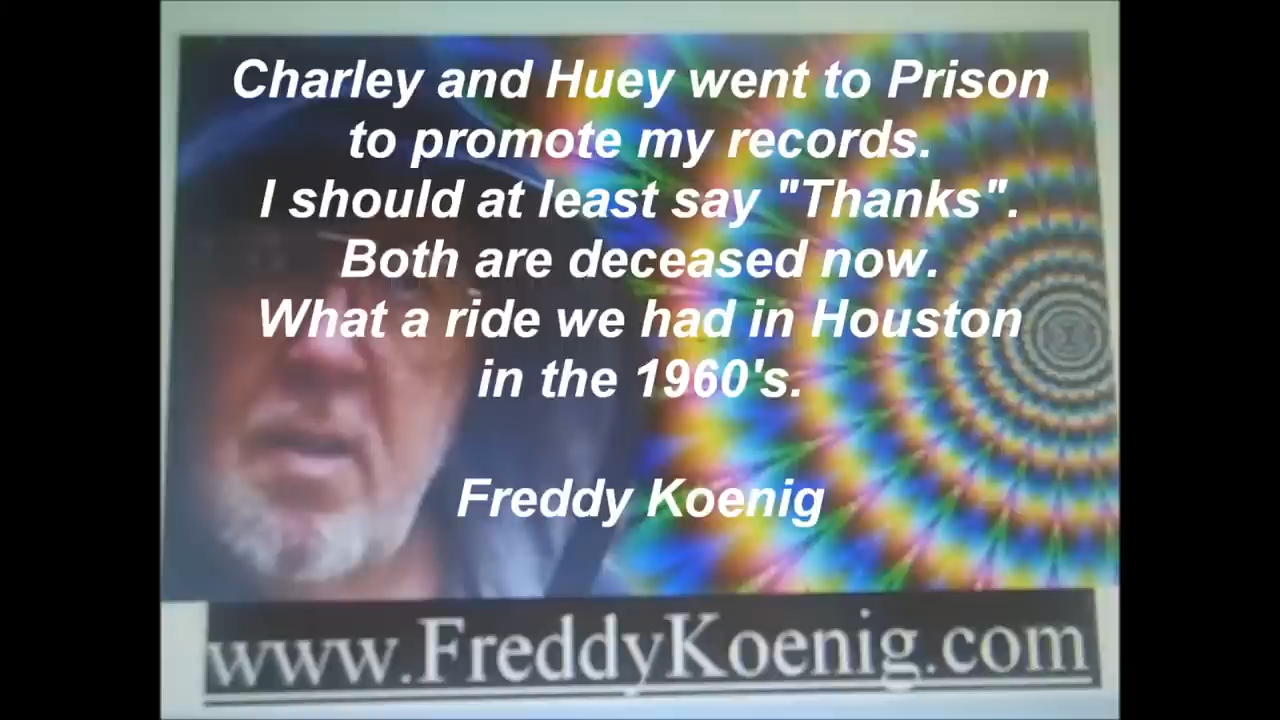 Charley and Huey went to Prison
to promote my records.
I should at least say "Thanks".
Both are deceased now.
What a ride we had in Houston
in the 1960's.
Freddy Koenig
www.FreddyKoenig.com